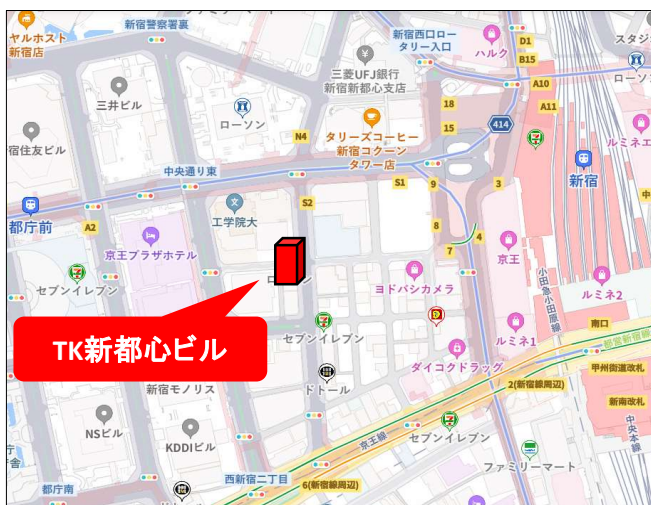 新宿警察署裏
ヤルホスト
新宿店
新宿西口ロー
タリー入口
ハルク
D1
B15
スタジ
三菱UFJ銀行
新宿新都心支店
三井ビル
ローソン
A10
ローソ
18
A11
N4
タリーズコーヒー
新宿コクーン
タワー店
15
414
ルミネエ
宿住友ビル
中央通り東
新宿
都庁前
S1
9
3
中
A2
工学院大
S2
8
京王プラザホテル
7
4
京王
セブンイレブン
ヨドバシカメラ
小田急小田原線
ルミネ2
TK新都心ビル
セブンイレブン
ルミネ1
南口
都営新宿線
ダイコクドラッグ
甲州街道改札
新宿モノリス
ドトール
2(新宿線周辺)
新南改札
NSビル
KDDIビル
京王線
セブンイレブン
中央本線
庁
舎
西新宿二丁目
ファミリーマート
都庁南
6(新宿線周辺)